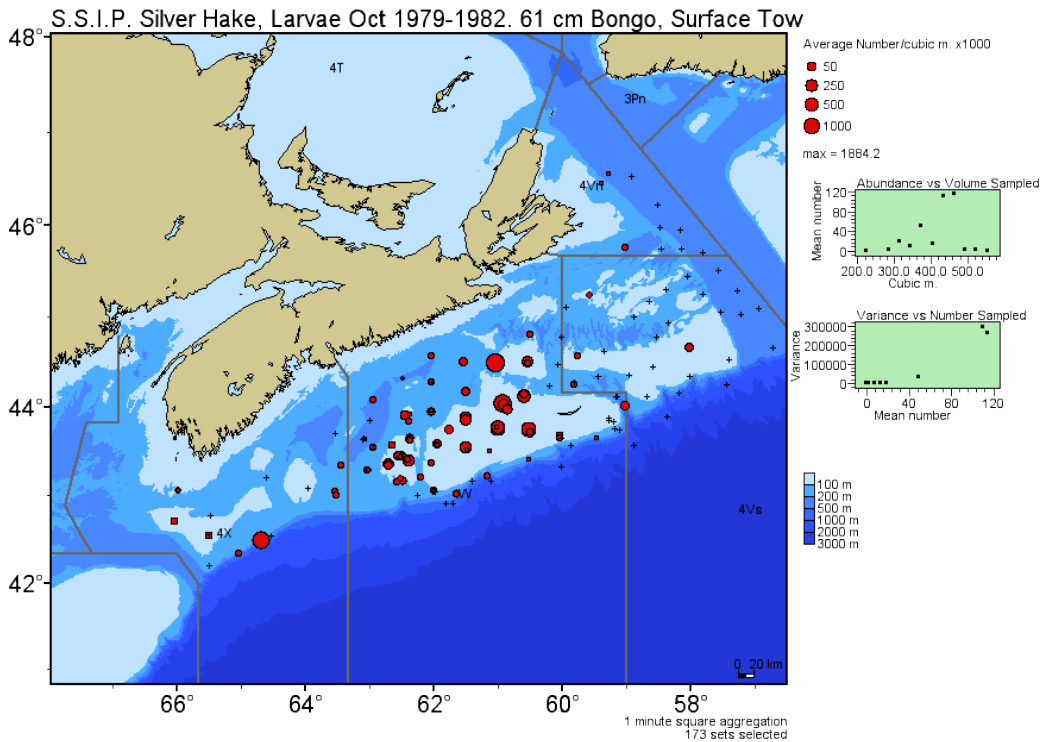 S.S.I.P. Silver Hake, Larvae Oct 1979-1982. 61 cm Bongo, Surface Tow
48°
46°
44°
42°
66°
64°
62°
60°
58°
4T
3Pn
4Vn
4X
W
4Vs
0 20 km
1 minute square aggregation
173 sets selected
Average Number/cubic m. x1000
50
250
500
1000
max = 1884.2
Abundance vs Volume Sampled
Mean number
120
80
40
0
200.0 300.0 400.0 500.0
Cubic m.
Variance vs Number Sampled
Variance
300000
200000
100000
0
0 40 80 120
Mean number
100 m
200 m
500 m
1000 m
2000 m
3000 m